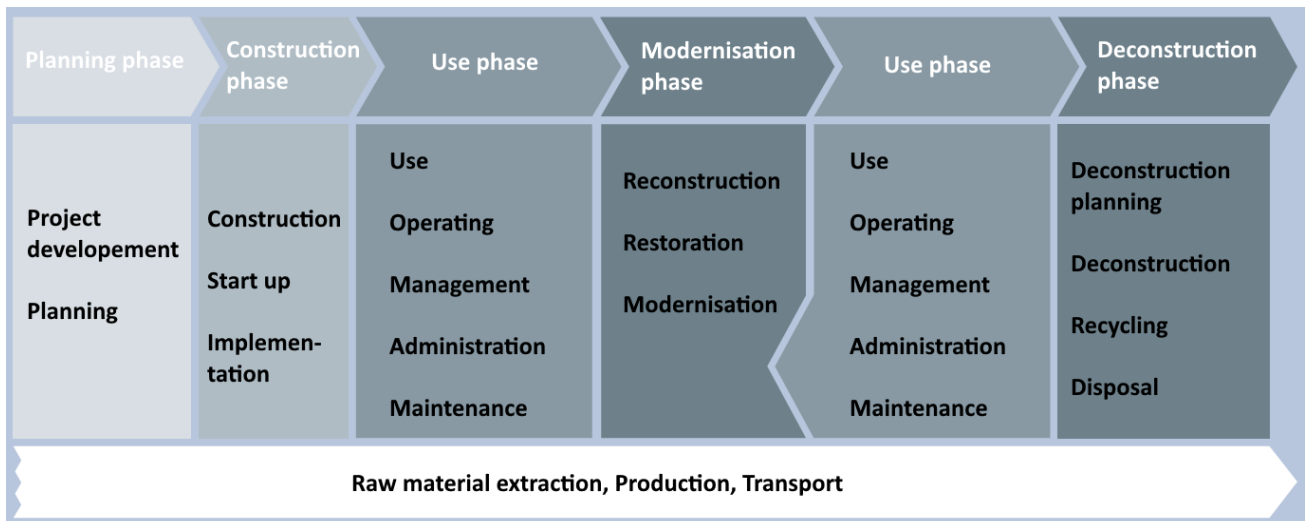 Planning phase
Construction
phase
Use phase
Modernisation
phase
Use phase
Deconstruction
phase
Project
developement
Planning
Construction
Start up
Implemen-
tation
Use
Operating
Management
Administration
Maintenance
Reconstruction
Restoration
Modernisation
Use
Operating
Management
Administration
Maintenance
Deconstruction
planning
Deconstruction
Recycling
Disposal
Raw material extraction, Production, Transport